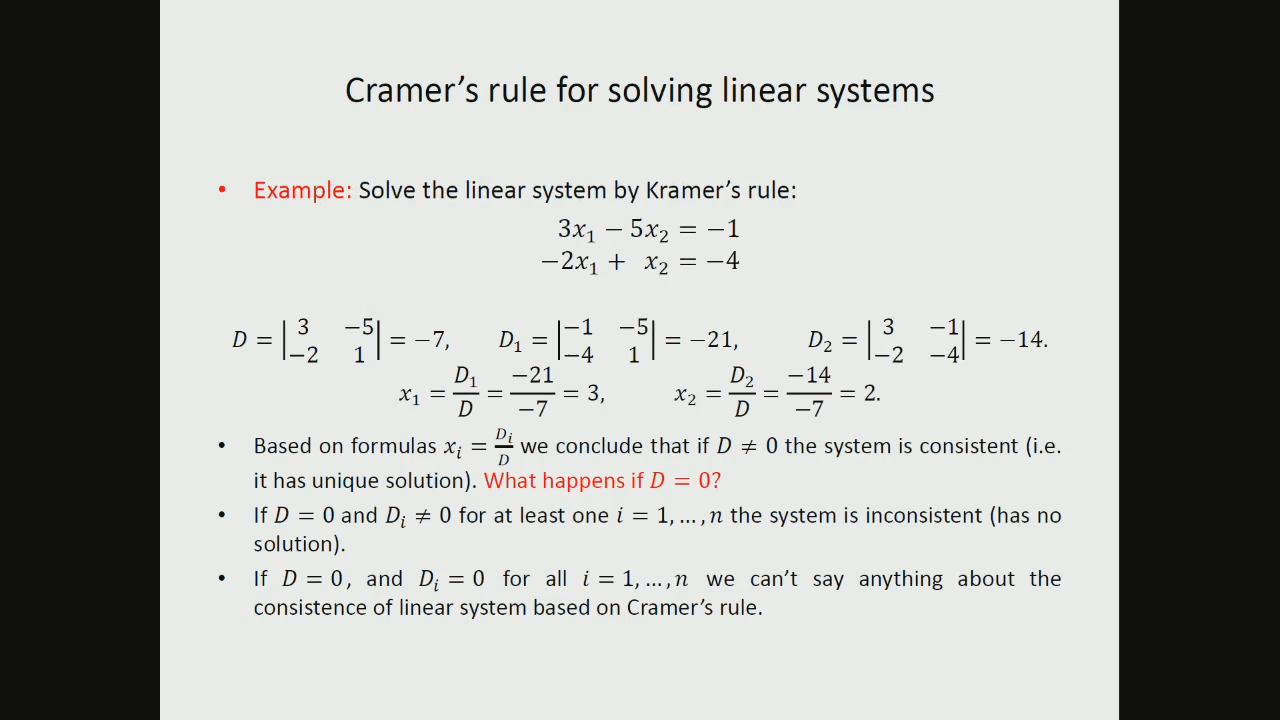 Cramer's rule for solving linear systems
• Example: Solve the linear system by Kramer's rule:
3x₁ − 5x₂ = −1
−2x₁ + x₂ = −4
D = |3 −5; −2 1| = −7, D₁ = |−1 −5; −4 1| = −21, D₂ = |3 −1; −2 −4| = −14.
x₁ = D₁/D = −21/−7 = 3, x₂ = D₂/D = −14/−7 = 2.
• Based on formulas xᵢ = Dᵢ/D we conclude that if D ≠ 0 the system is consistent (i.e.
it has unique solution). What happens if D = 0?
• If D = 0 and Dᵢ ≠ 0 for at least one i = 1, … , n the system is inconsistent (has no
solution).
• If D = 0, and Dᵢ = 0 for all i = 1, … , n we can't say anything about the
consistence of linear system based on Cramer's rule.